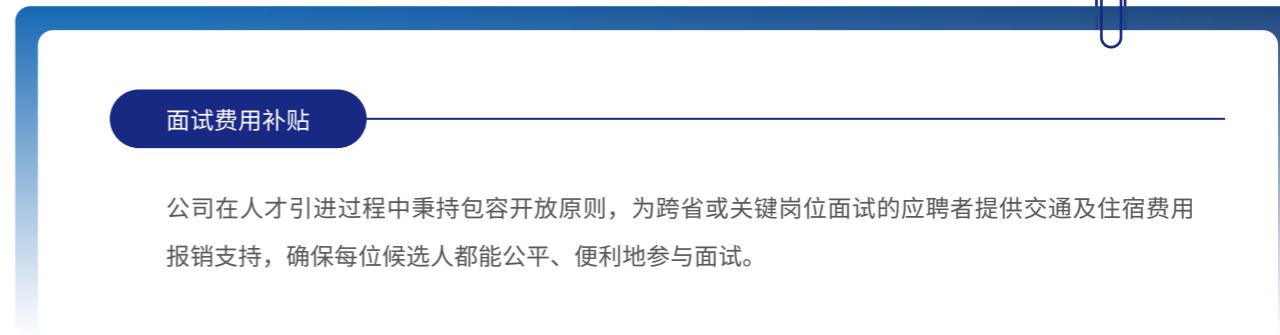 面试费用补贴
公司在人才引进过程中秉持包容开放原则，为跨省或关键岗位面试的应聘者提供交通及住宿费用
报销支持，确保每位候选人都能公平、便利地参与面试。